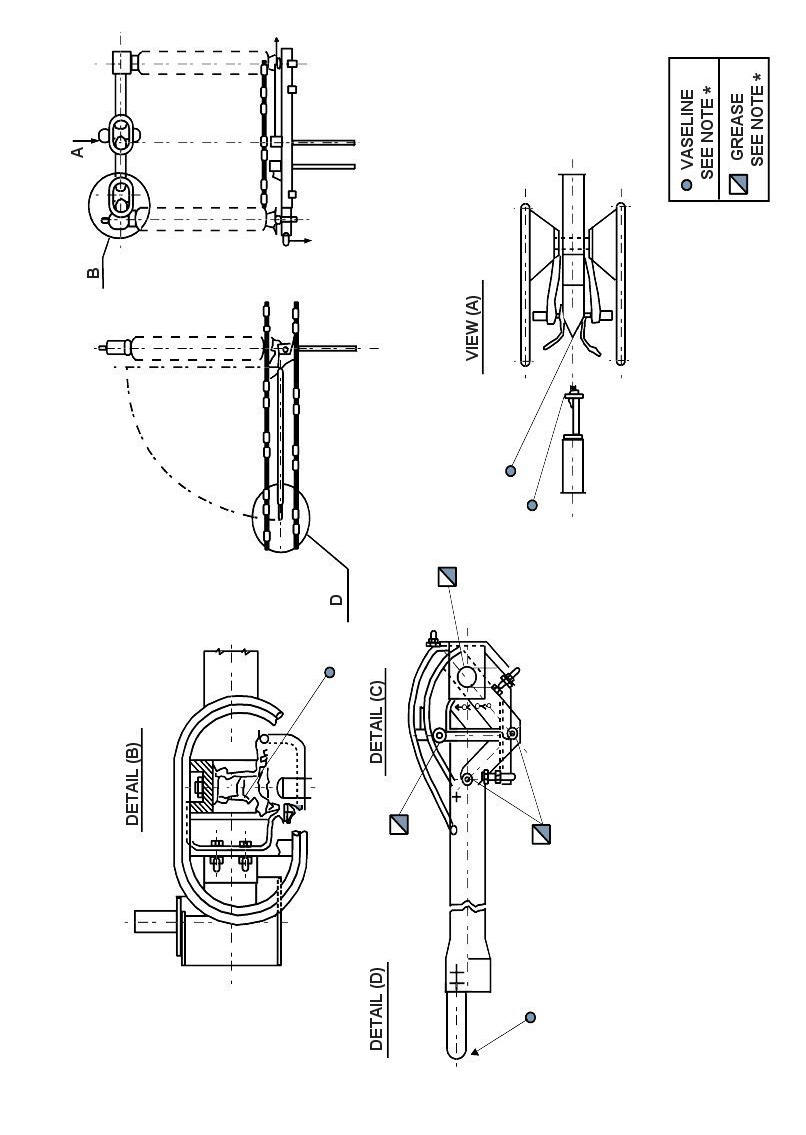 A
B
D
VASELINE
SEE NOTE *
GREASE
SEE NOTE *
VIEW (A)
DETAIL (B)
DETAIL (C)
DETAIL (D)